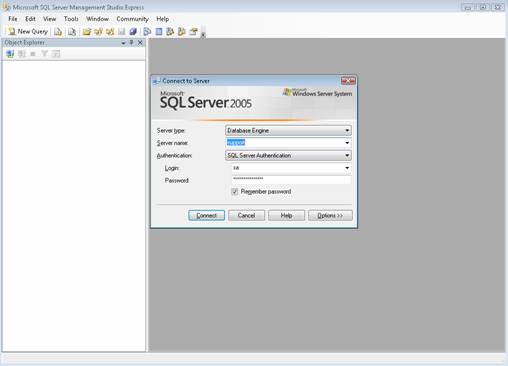 Microsoft SQL Server Management Studio Express
File Edit View Tools Window Community Help
New Query
Object Explorer
Connect to Server
Microsoft
SQL Server 2005
Microsoft
Windows Server System
Server type: Database Engine
Server name: support
Authentication: SQL Server Authentication
Login: sa
Password: ***************
Remember password
Connect Cancel Help Options >>